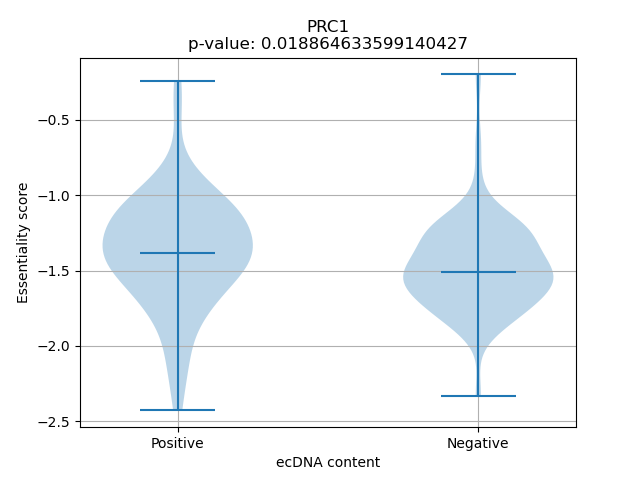 PRC1
p-value: 0.018864633599140427
Essentiality score
−0.5
−1.0
−1.5
−2.0
−2.5
Positive
Negative
ecDNA content